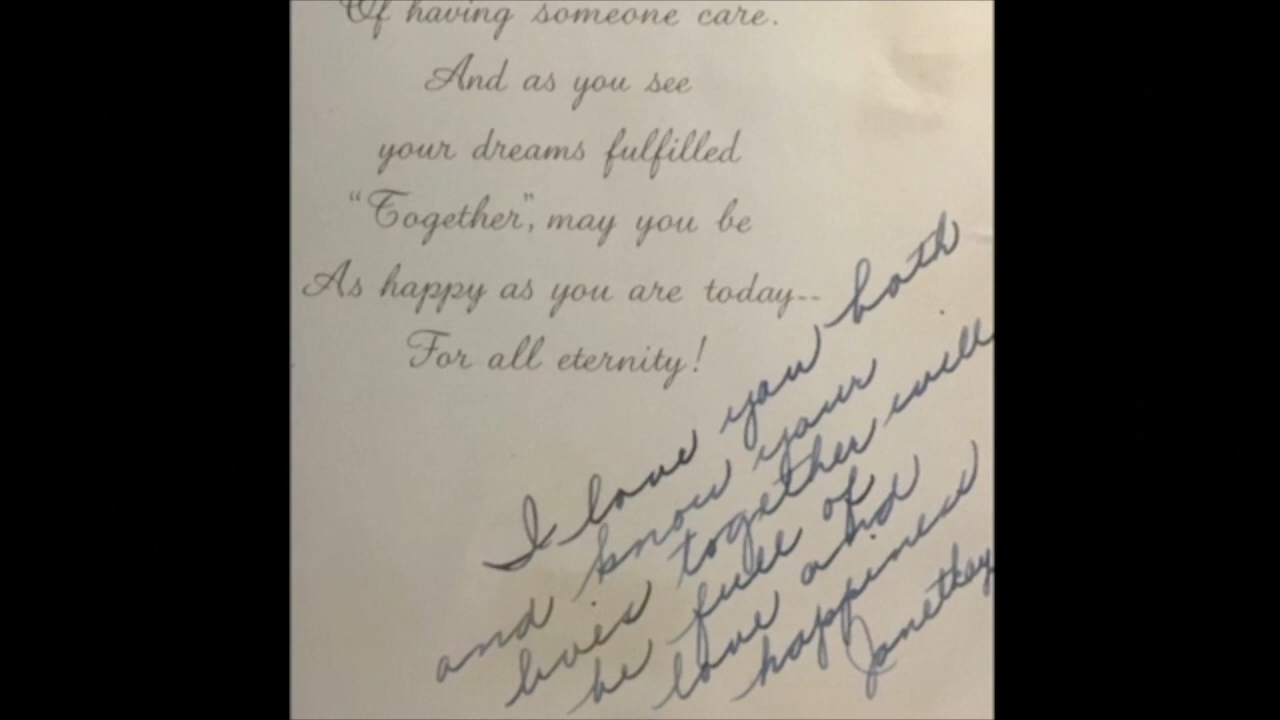 Of having someone care.
And as you see
your dreams fulfilled
“Together”, may you be
As happy as you are today--
For all eternity!
I love you both
and know your
lives together will
be full of
love and
happiness